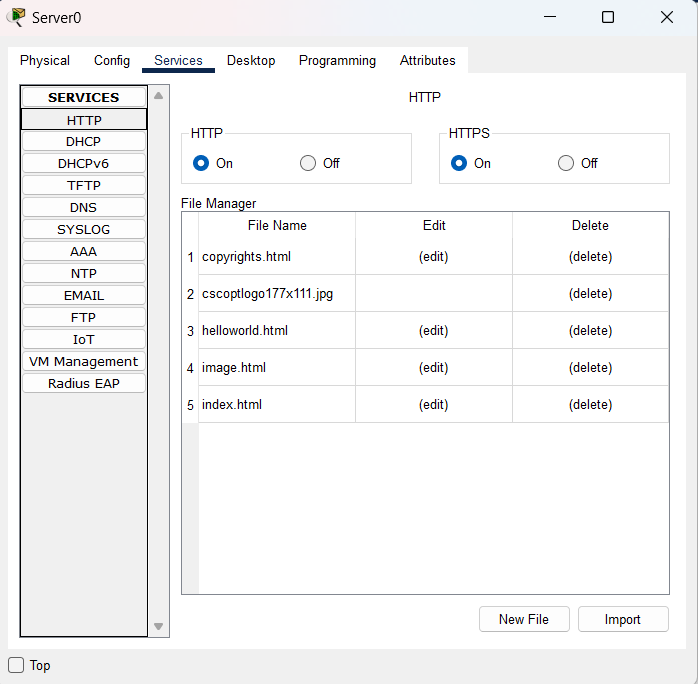 Server0
Physical Config Services Desktop Programming Attributes
SERVICES
HTTP
DHCP
DHCPv6
TFTP
DNS
SYSLOG
AAA
NTP
EMAIL
FTP
IoT
VM Management
Radius EAP
HTTP
HTTP
On Off
HTTPS
On Off
File Manager
File Name Edit Delete
1 copyrights.html (edit) (delete)
2 cscoptlogo177x111.jpg (delete)
3 helloworld.html (edit) (delete)
4 image.html (edit) (delete)
5 index.html (edit) (delete)
New File Import
Top